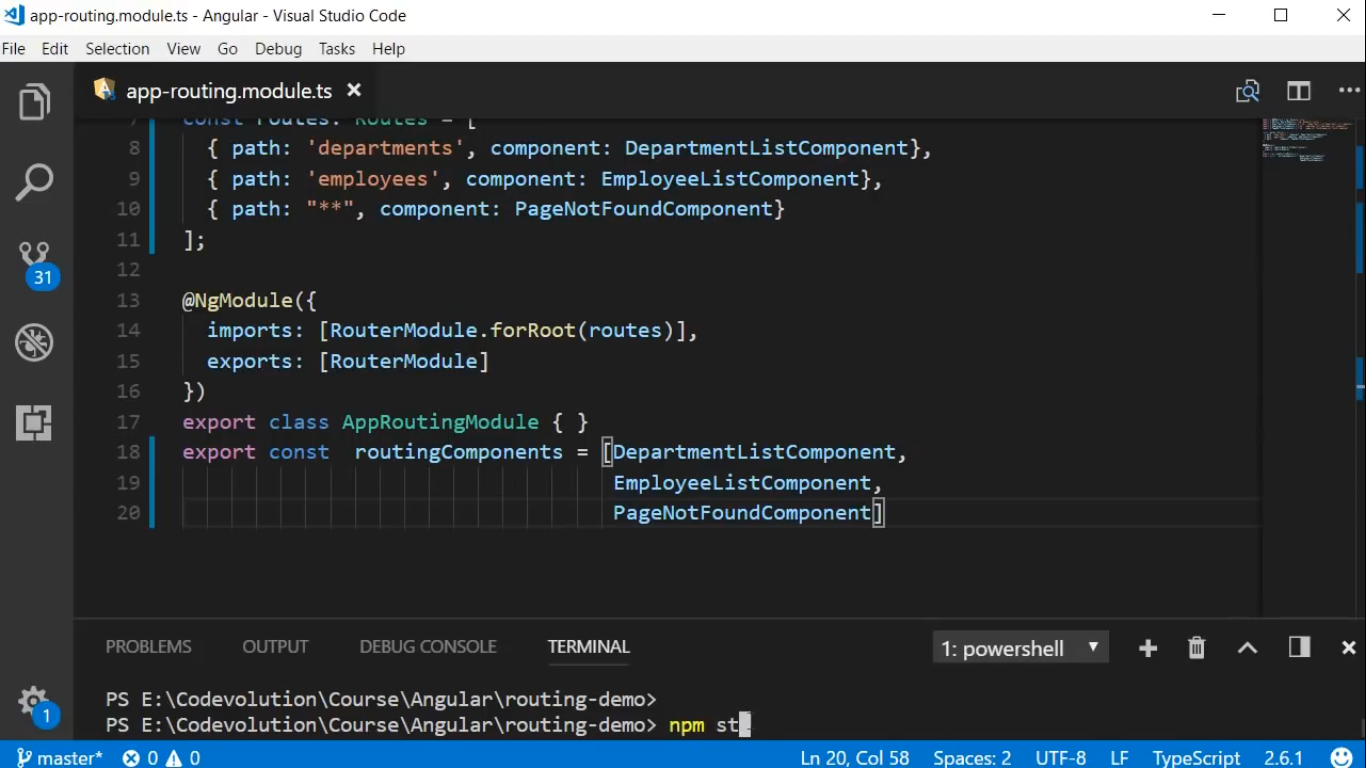 app-routing.module.ts - Angular - Visual Studio Code
File Edit Selection View Go Debug Tasks Help
app-routing.module.ts
7 const routes: Routes = [
8 { path: 'departments', component: DepartmentListComponent},
9 { path: 'employees', component: EmployeeListComponent},
10 { path: "**", component: PageNotFoundComponent}
11 ];
12
13 @NgModule({
14 imports: [RouterModule.forRoot(routes)],
15 exports: [RouterModule]
16 })
17 export class AppRoutingModule { }
18 export const  routingComponents = [DepartmentListComponent,
19 EmployeeListComponent,
20 PageNotFoundComponent]
31
PROBLEMS OUTPUT DEBUG CONSOLE TERMINAL 1: powershell
PS E:\Codevolution\Course\Angular\routing-demo>
PS E:\Codevolution\Course\Angular\routing-demo> npm st
1
master* 0 0 Ln 20, Col 58 Spaces: 2 UTF-8 LF TypeScript 2.6.1